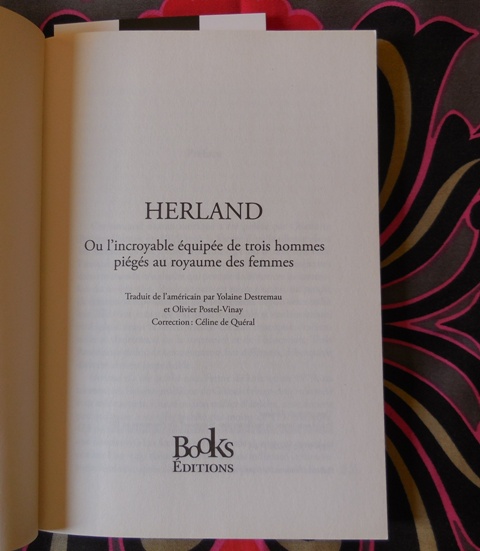 HERLAND
Ou l'incroyable équipée de trois hommes
piégés au royaume des femmes
Traduit de l'américain par Yolaine Destremau
et Olivier Postel-Vinay
Correction : Céline de Quéral
Books
ÉDITIONS